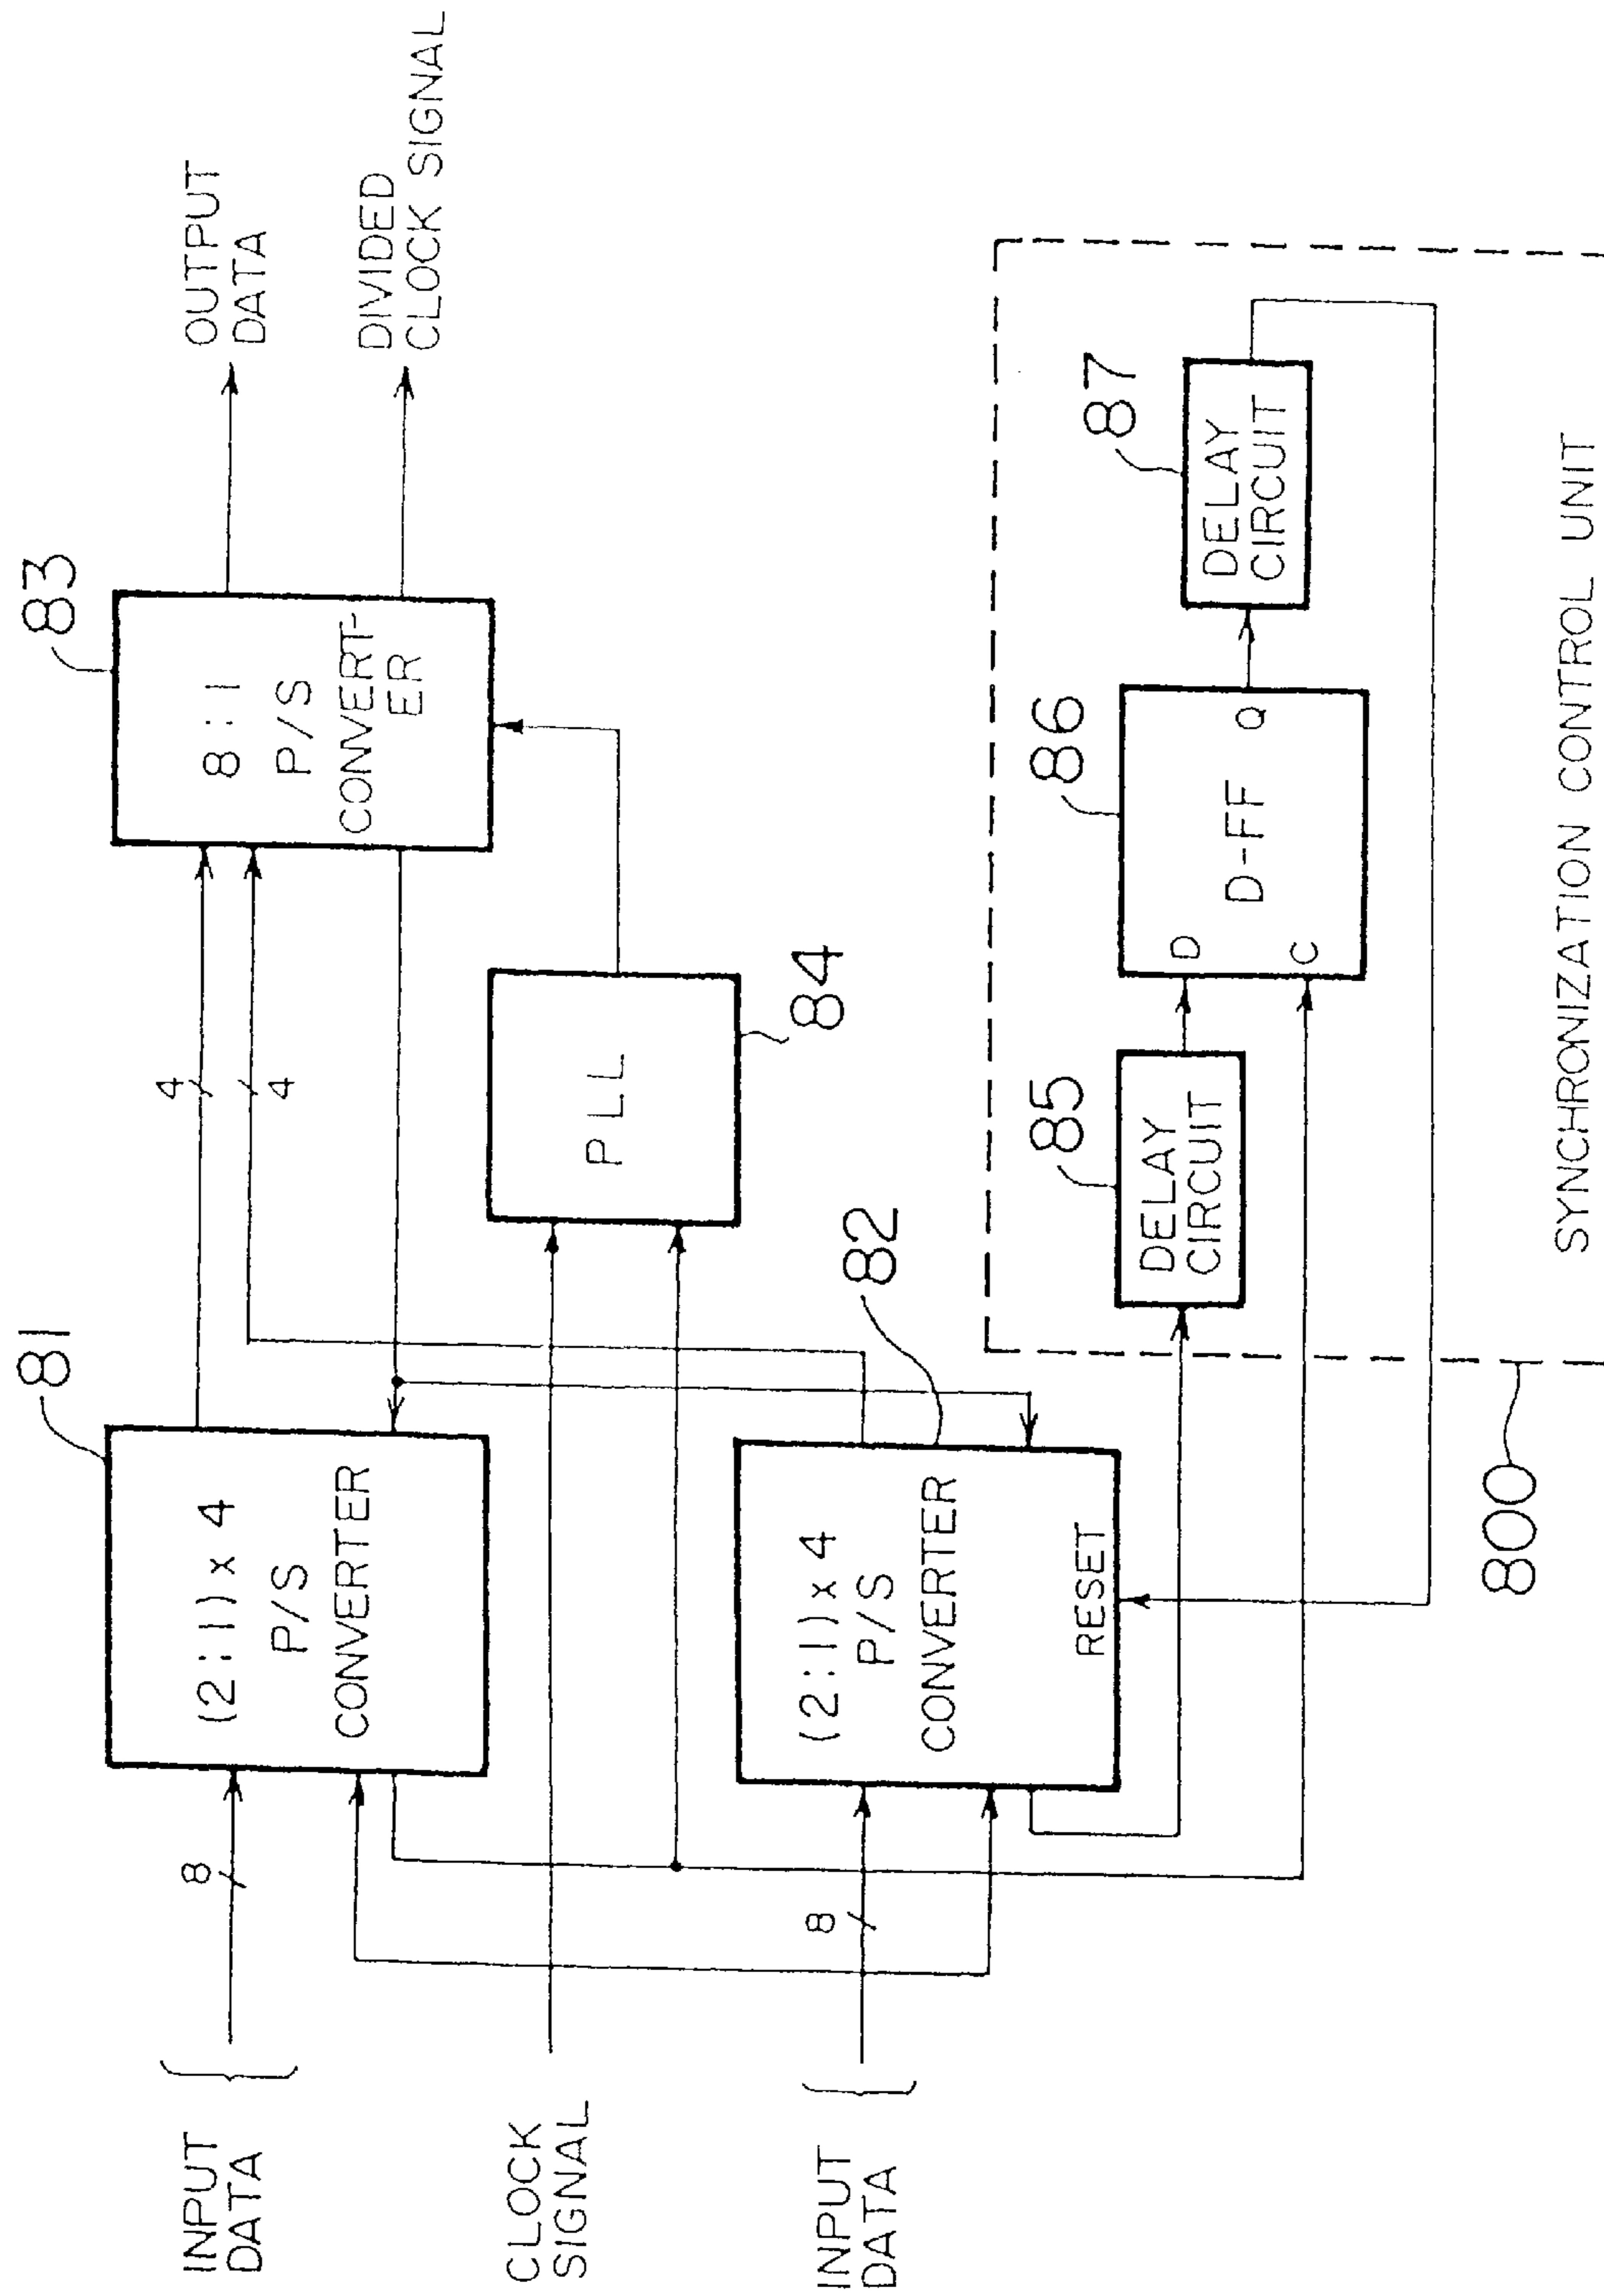 81
83
INPUT
DATA
8
(2:1)x 4
P/S
CONVERTER
4
4
8:1
P/S
CONVERT-
ER
OUTPUT
DATA
DIVIDED
CLOCK SIGNAL
CLOCK
SIGNAL
PLL
84
82
INPUT
DATA
8
(2:1)x 4
P/S
CONVERTER
RESET
85
DELAY
CIRCUIT
86
D
C
D-FF
Q
87
DELAY
CIRCUIT
800
SYNCHRONIZATION CONTROL UNIT